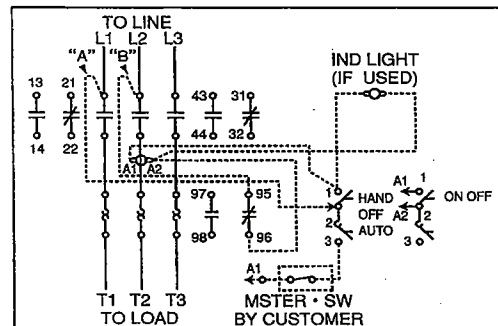 TO LINE
L1 L2 L3
"A" "B"
IND LIGHT
(IF USED)
13 21 43 31
14 22 44 32
A1 A2
97 95
98 96
1 HAND
OFF
2 AUTO
3
A1 1
ON OFF
A2 2
3
A1
T1 T2 T3
TO LOAD
MSTER · SW
BY CUSTOMER